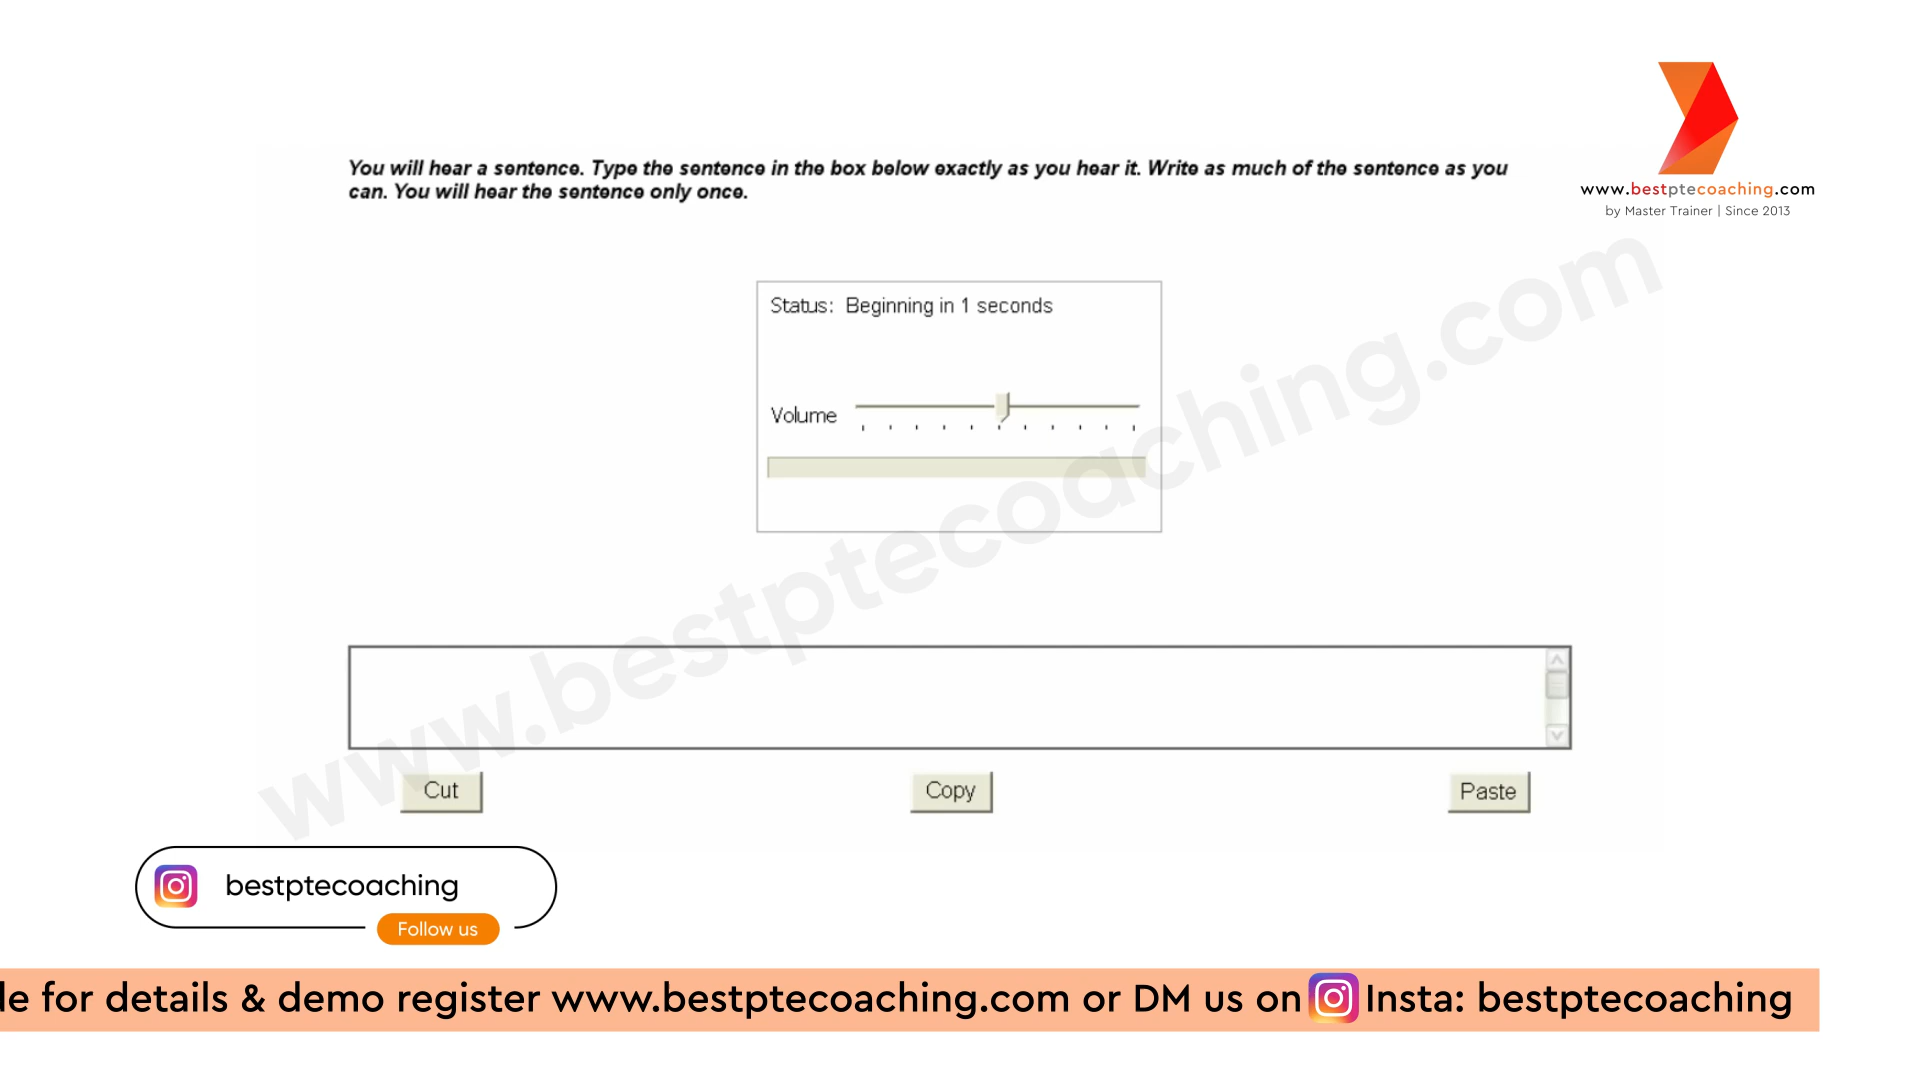 You will hear a sentence. Type the sentence in the box below exactly as you hear it. Write as much of the sentence as you
can. You will hear the sentence only once.
www.bestptecoaching.com
by Master Trainer | Since 2013
Status: Beginning in 1 seconds
Volume
www.bestptecoaching.com
Cut
Copy
Paste
bestptecoaching
Follow us
for details & demo register www.bestptecoaching.com or DM us on Insta: bestptecoaching